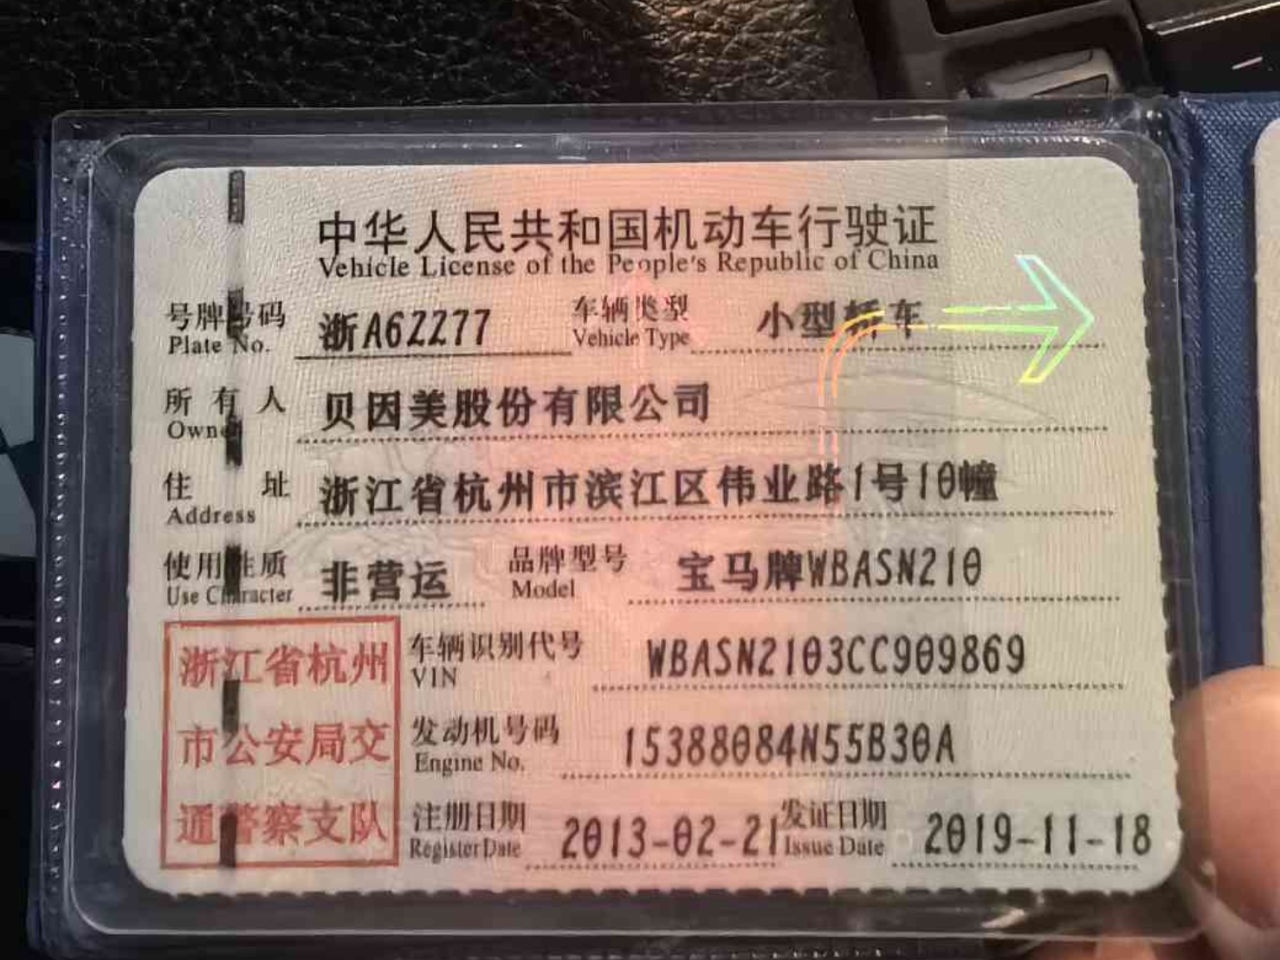 中华人民共和国机动车行驶证
Vehicle License of the People's Republic of China
号牌号码 浙A6Z277 车辆类型 小型轿车
Plate No. Vehicle Type
所有人 贝因美股份有限公司
Owner
住址 浙江省杭州市滨江区伟业路1号10幢
Address
使用性质 非营运 品牌型号 宝马牌WBASN210
Use Character Model
浙江省杭州
市公安局交
通警察支队
车辆识别代号 WBASN2103CC909869
VIN
发动机号码 15388084N55B30A
Engine No.
注册日期 2013-02-21 发证日期 2019-11-18
Register Date Issue Date